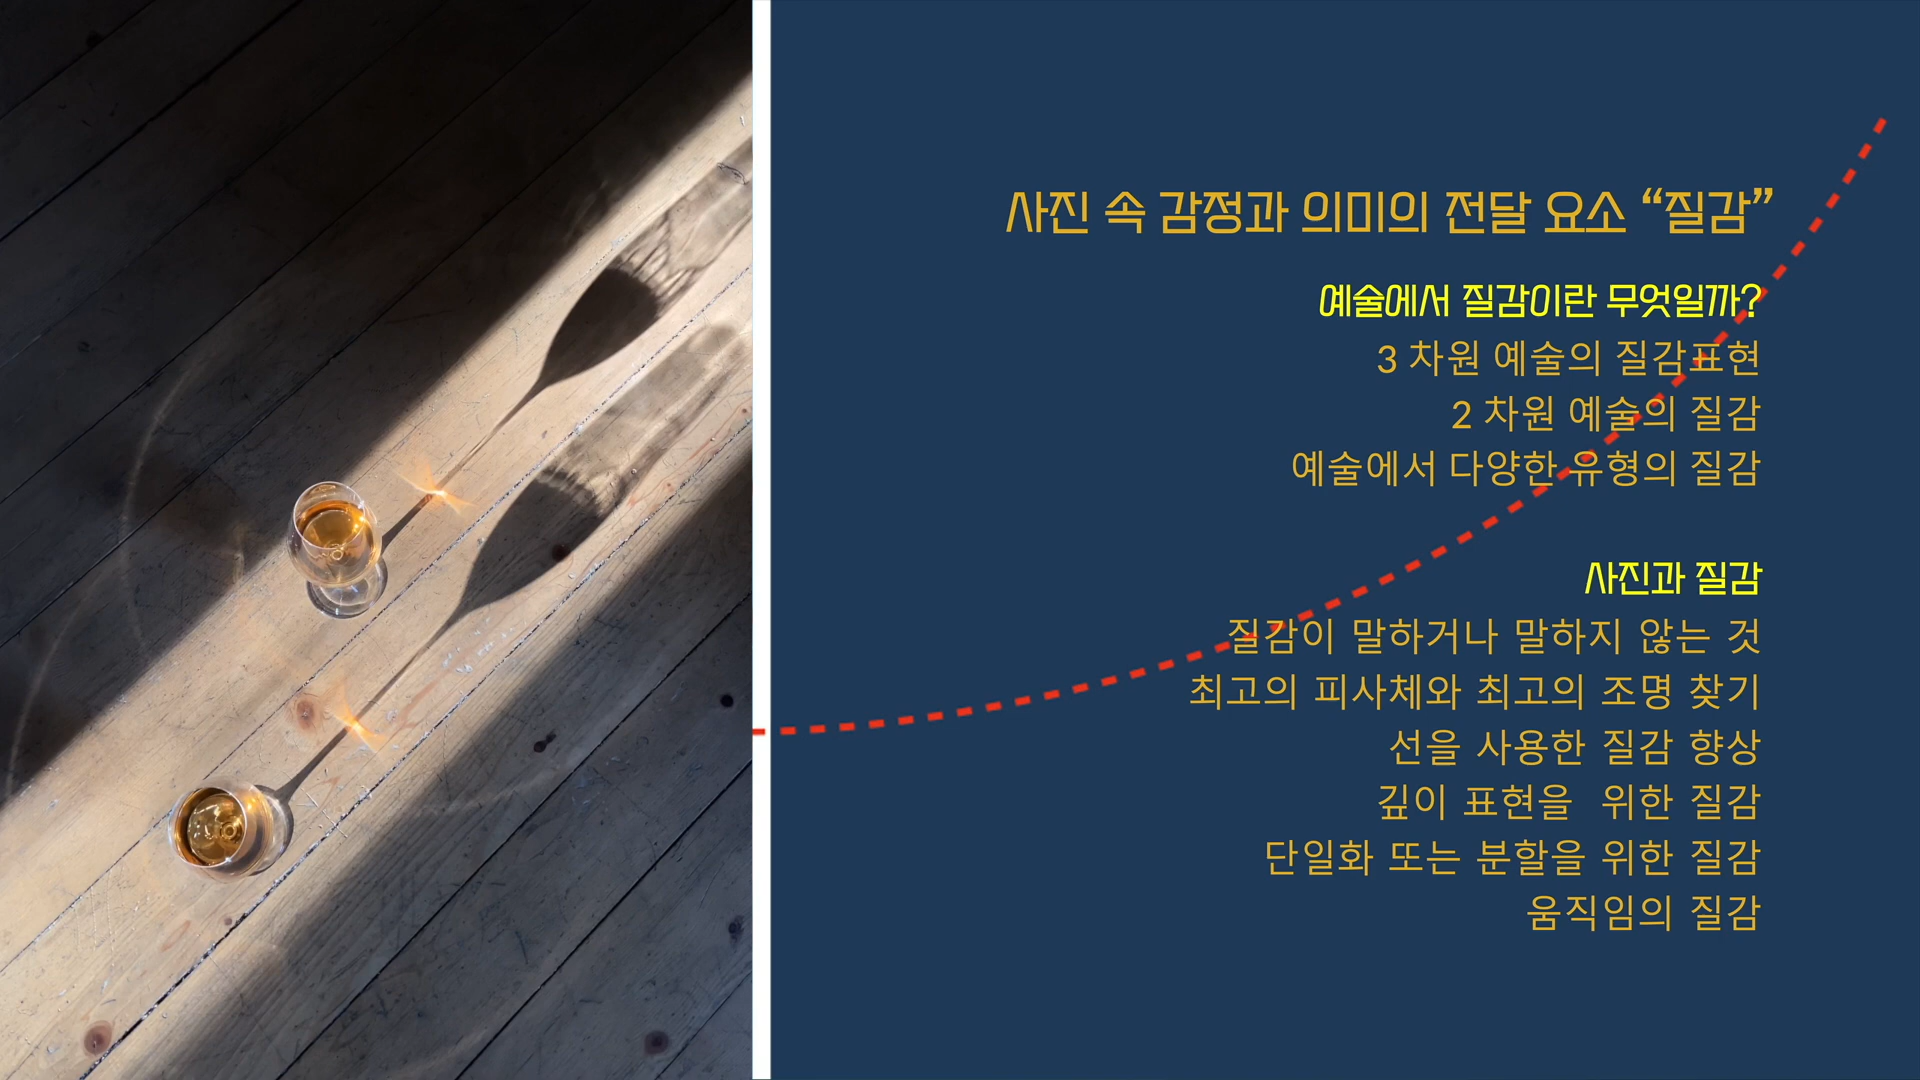 사진 속 감정과 의미의 전달 요소 “질감”
예술에서 질감이란 무엇일까?
3 차원 예술의 질감표현
2 차원 예술의 질감
예술에서 다양한 유형의 질감
사진과 질감
질감이 말하거나 말하지 않는 것
최고의 피사체와 최고의 조명 찾기
선을 사용한 질감 향상
깊이 표현을 위한 질감
단일화 또는 분할을 위한 질감
움직임의 질감